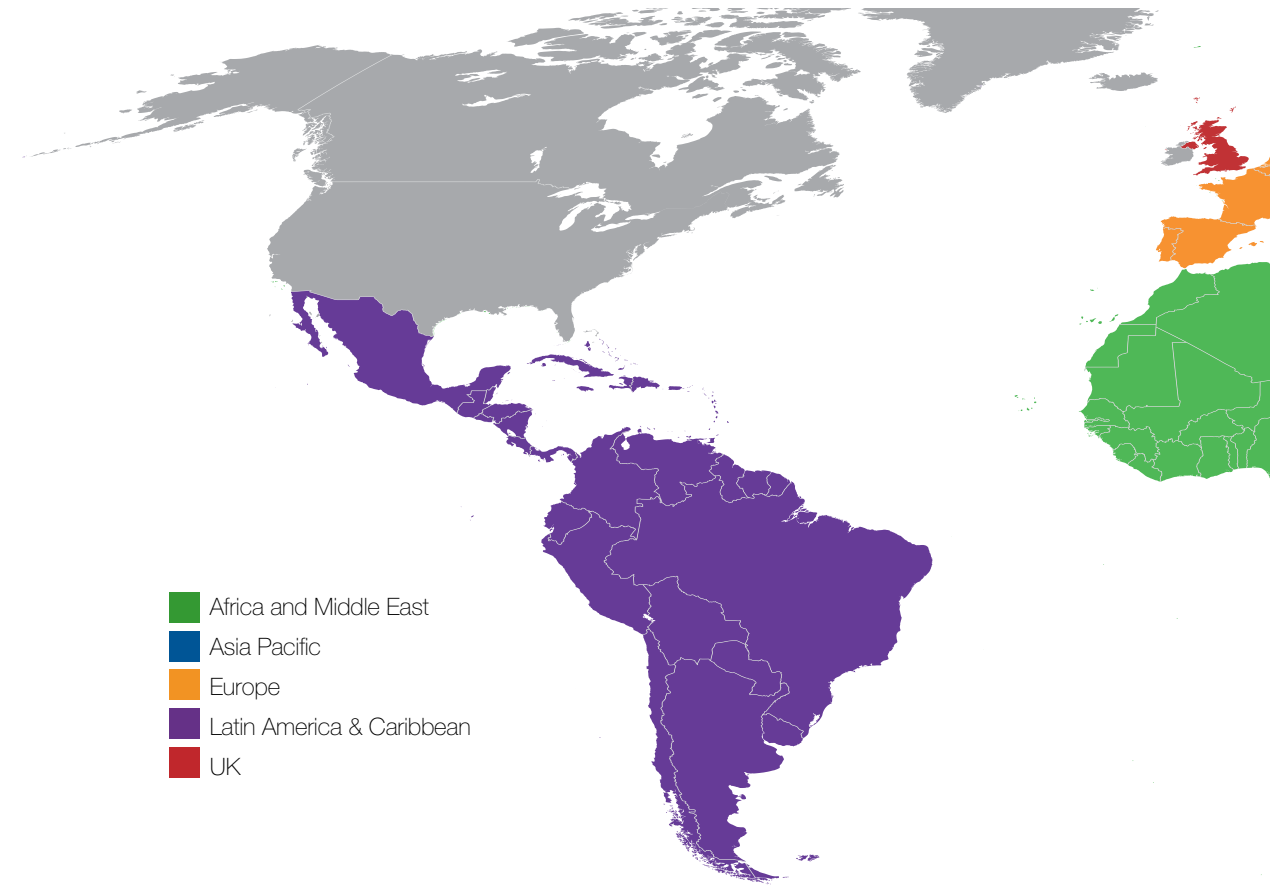 Africa and Middle East
Asia Pacific
Europe
Latin America & Caribbean
UK